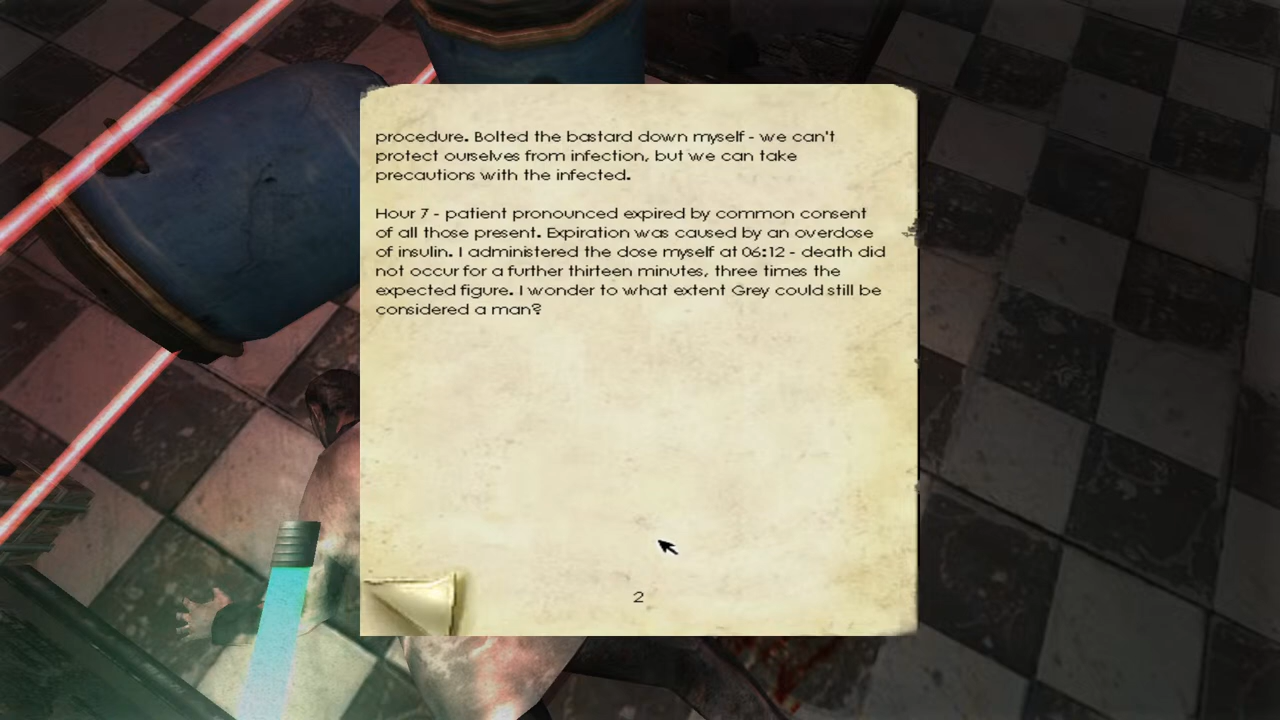 procedure. Bolted the bastard down myself - we can't
protect ourselves from infection, but we can take
precautions with the infected.
Hour 7 - patient pronounced expired by common consent
of all those present. Expiration was caused by an overdose
of insulin. I administered the dose myself at 06:12 - death did
not occur for a further thirteen minutes, three times the
expected figure. I wonder to what extent Grey could still be
considered a man?
2